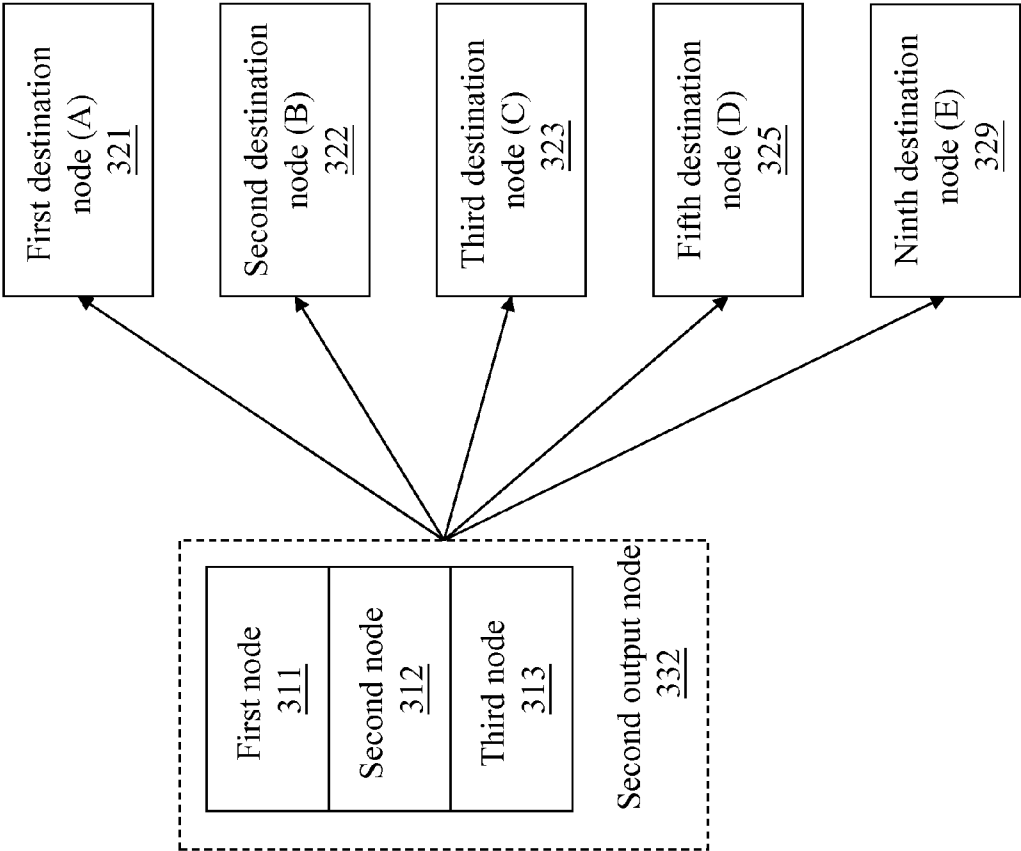 First destination
node (A)
321
Second destination
node (B)
322
Third destination
node (C)
323
Fifth destination
node (D)
325
Ninth destination
node (E)
329
First node
311
Second node
312
Third node
313
Second output node
332